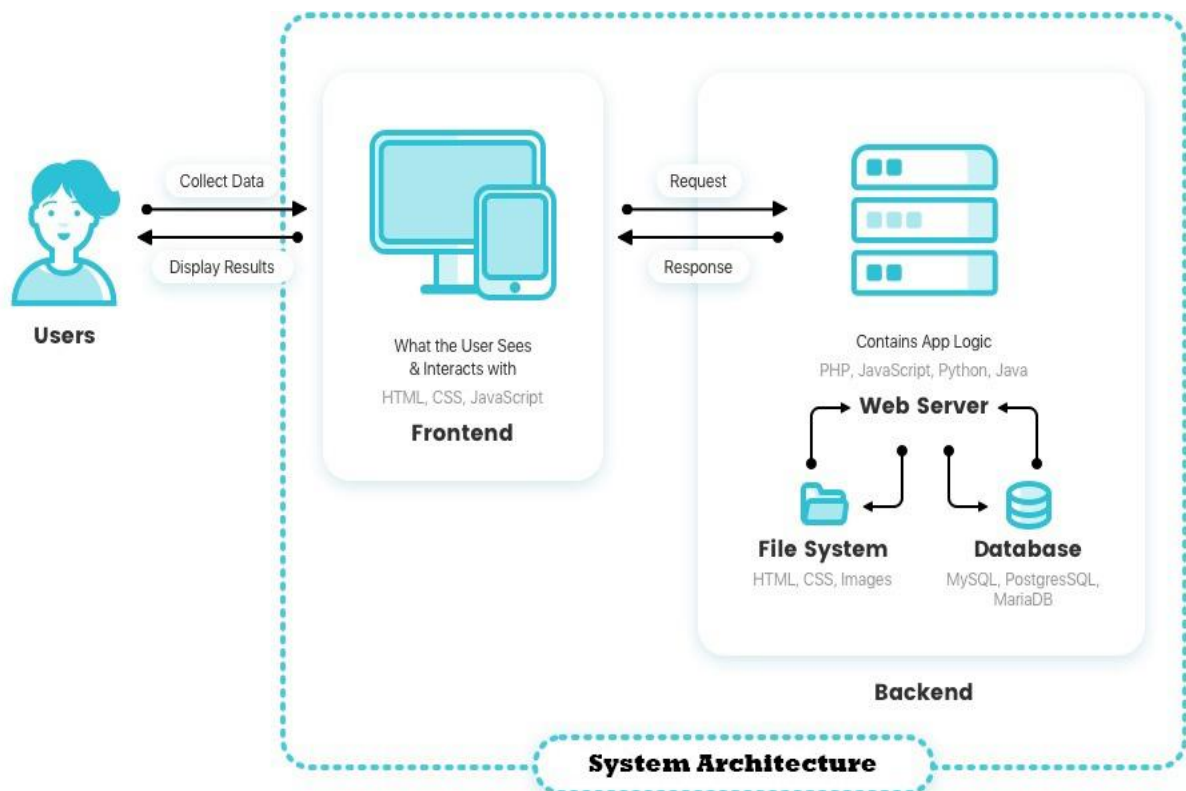 Collect Data
Display Results
Users
What the User Sees
& Interacts with
HTML, CSS, JavaScript
Frontend
Request
Response
Contains App Logic
PHP, JavaScript, Python, Java
Web Server
File System
HTML, CSS, Images
Database
MySQL, PostgresSQL,
MariaDB
Backend
System Architecture